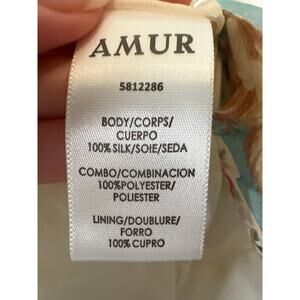 AMUR
5812286
BODY/CORPS/
CUERPO
100% SILK/SOIE/SEDA
COMBO/COMBINACION
100%POLYESTER/
POLIESTER
LINING/DOUBLURE/
FORRO
100% CUPRO